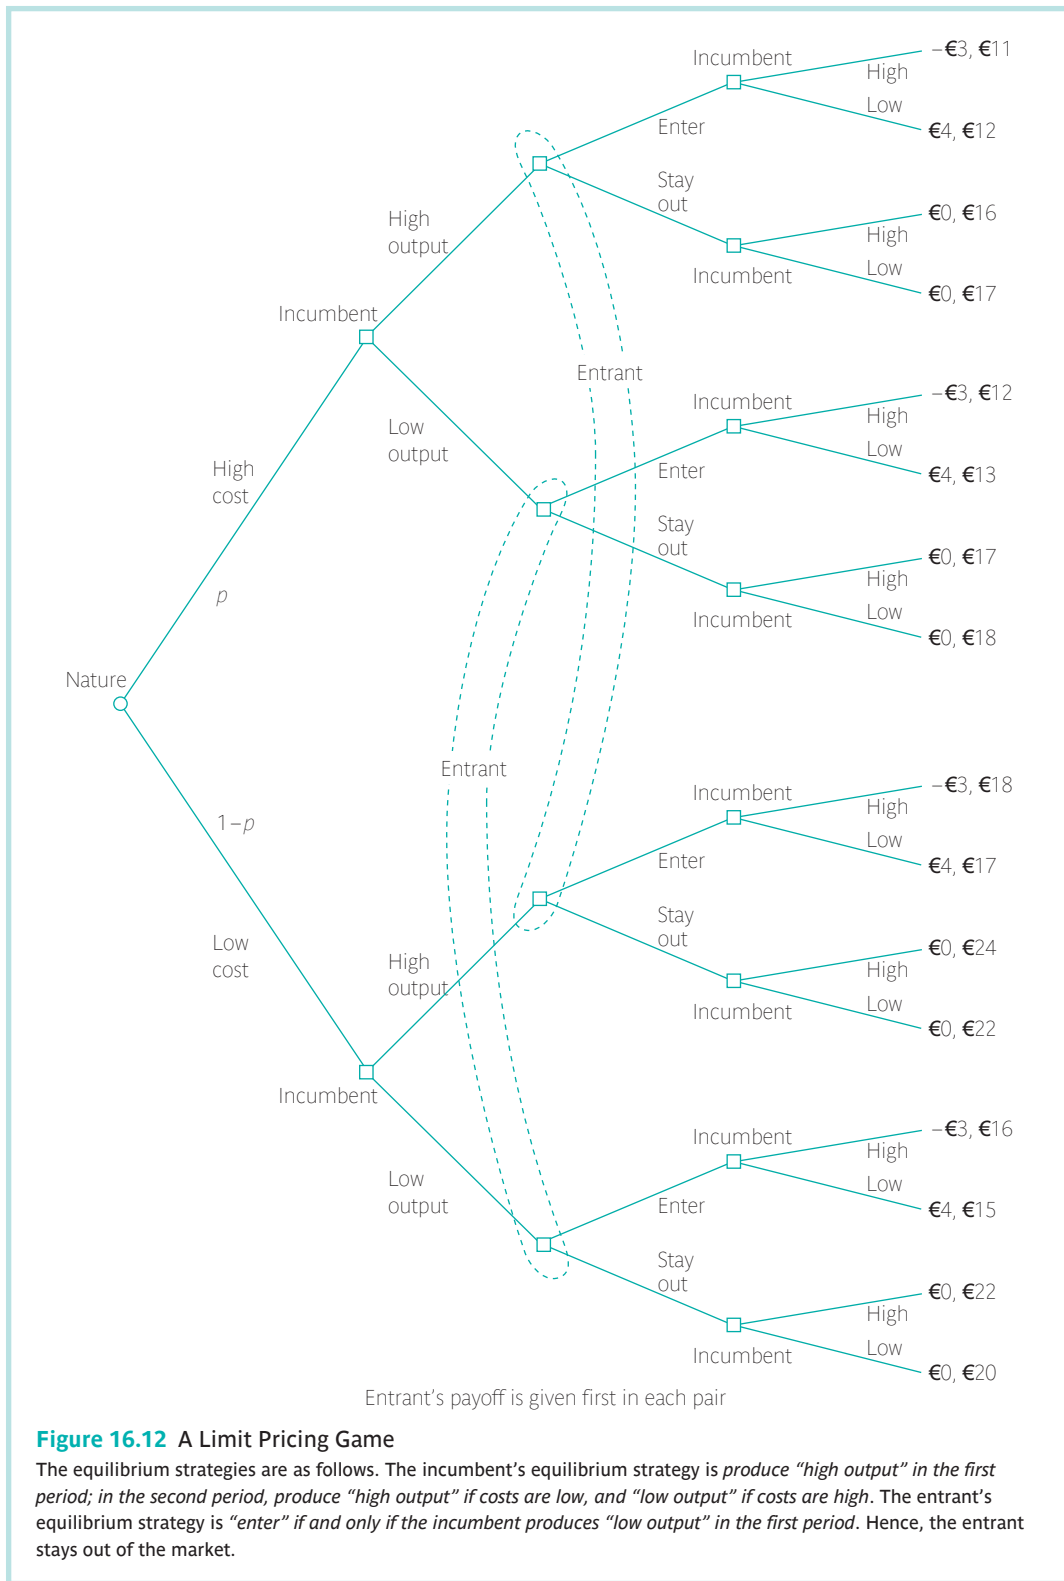 Incumbent
–€3, €11
High
Low
€4, €12
Enter
Stay
out
€0, €16
High
Low
€0, €17
Incumbent
High
output
Incumbent
Entrant
Incumbent
–€3, €12
High
Low
€4, €13
Enter
Low
output
High
cost
Stay
out
€0, €17
High
Low
€0, €18
Incumbent
p
Nature
Entrant
1–p
Incumbent
–€3, €18
High
Low
€4, €17
Enter
Stay
out
€0, €24
High
Low
€0, €22
Incumbent
Low
cost
High
output
Incumbent
Incumbent
–€3, €16
High
Low
€4, €15
Enter
Low
output
Stay
out
€0, €22
High
Low
€0, €20
Incumbent
Entrant's payoff is given first in each pair
Figure 16.12 A Limit Pricing Game
The equilibrium strategies are as follows. The incumbent's equilibrium strategy is produce “high output” in the first
period; in the second period, produce “high output” if costs are low, and “low output” if costs are high. The entrant's
equilibrium strategy is “enter” if and only if the incumbent produces “low output” in the first period. Hence, the entrant
stays out of the market.